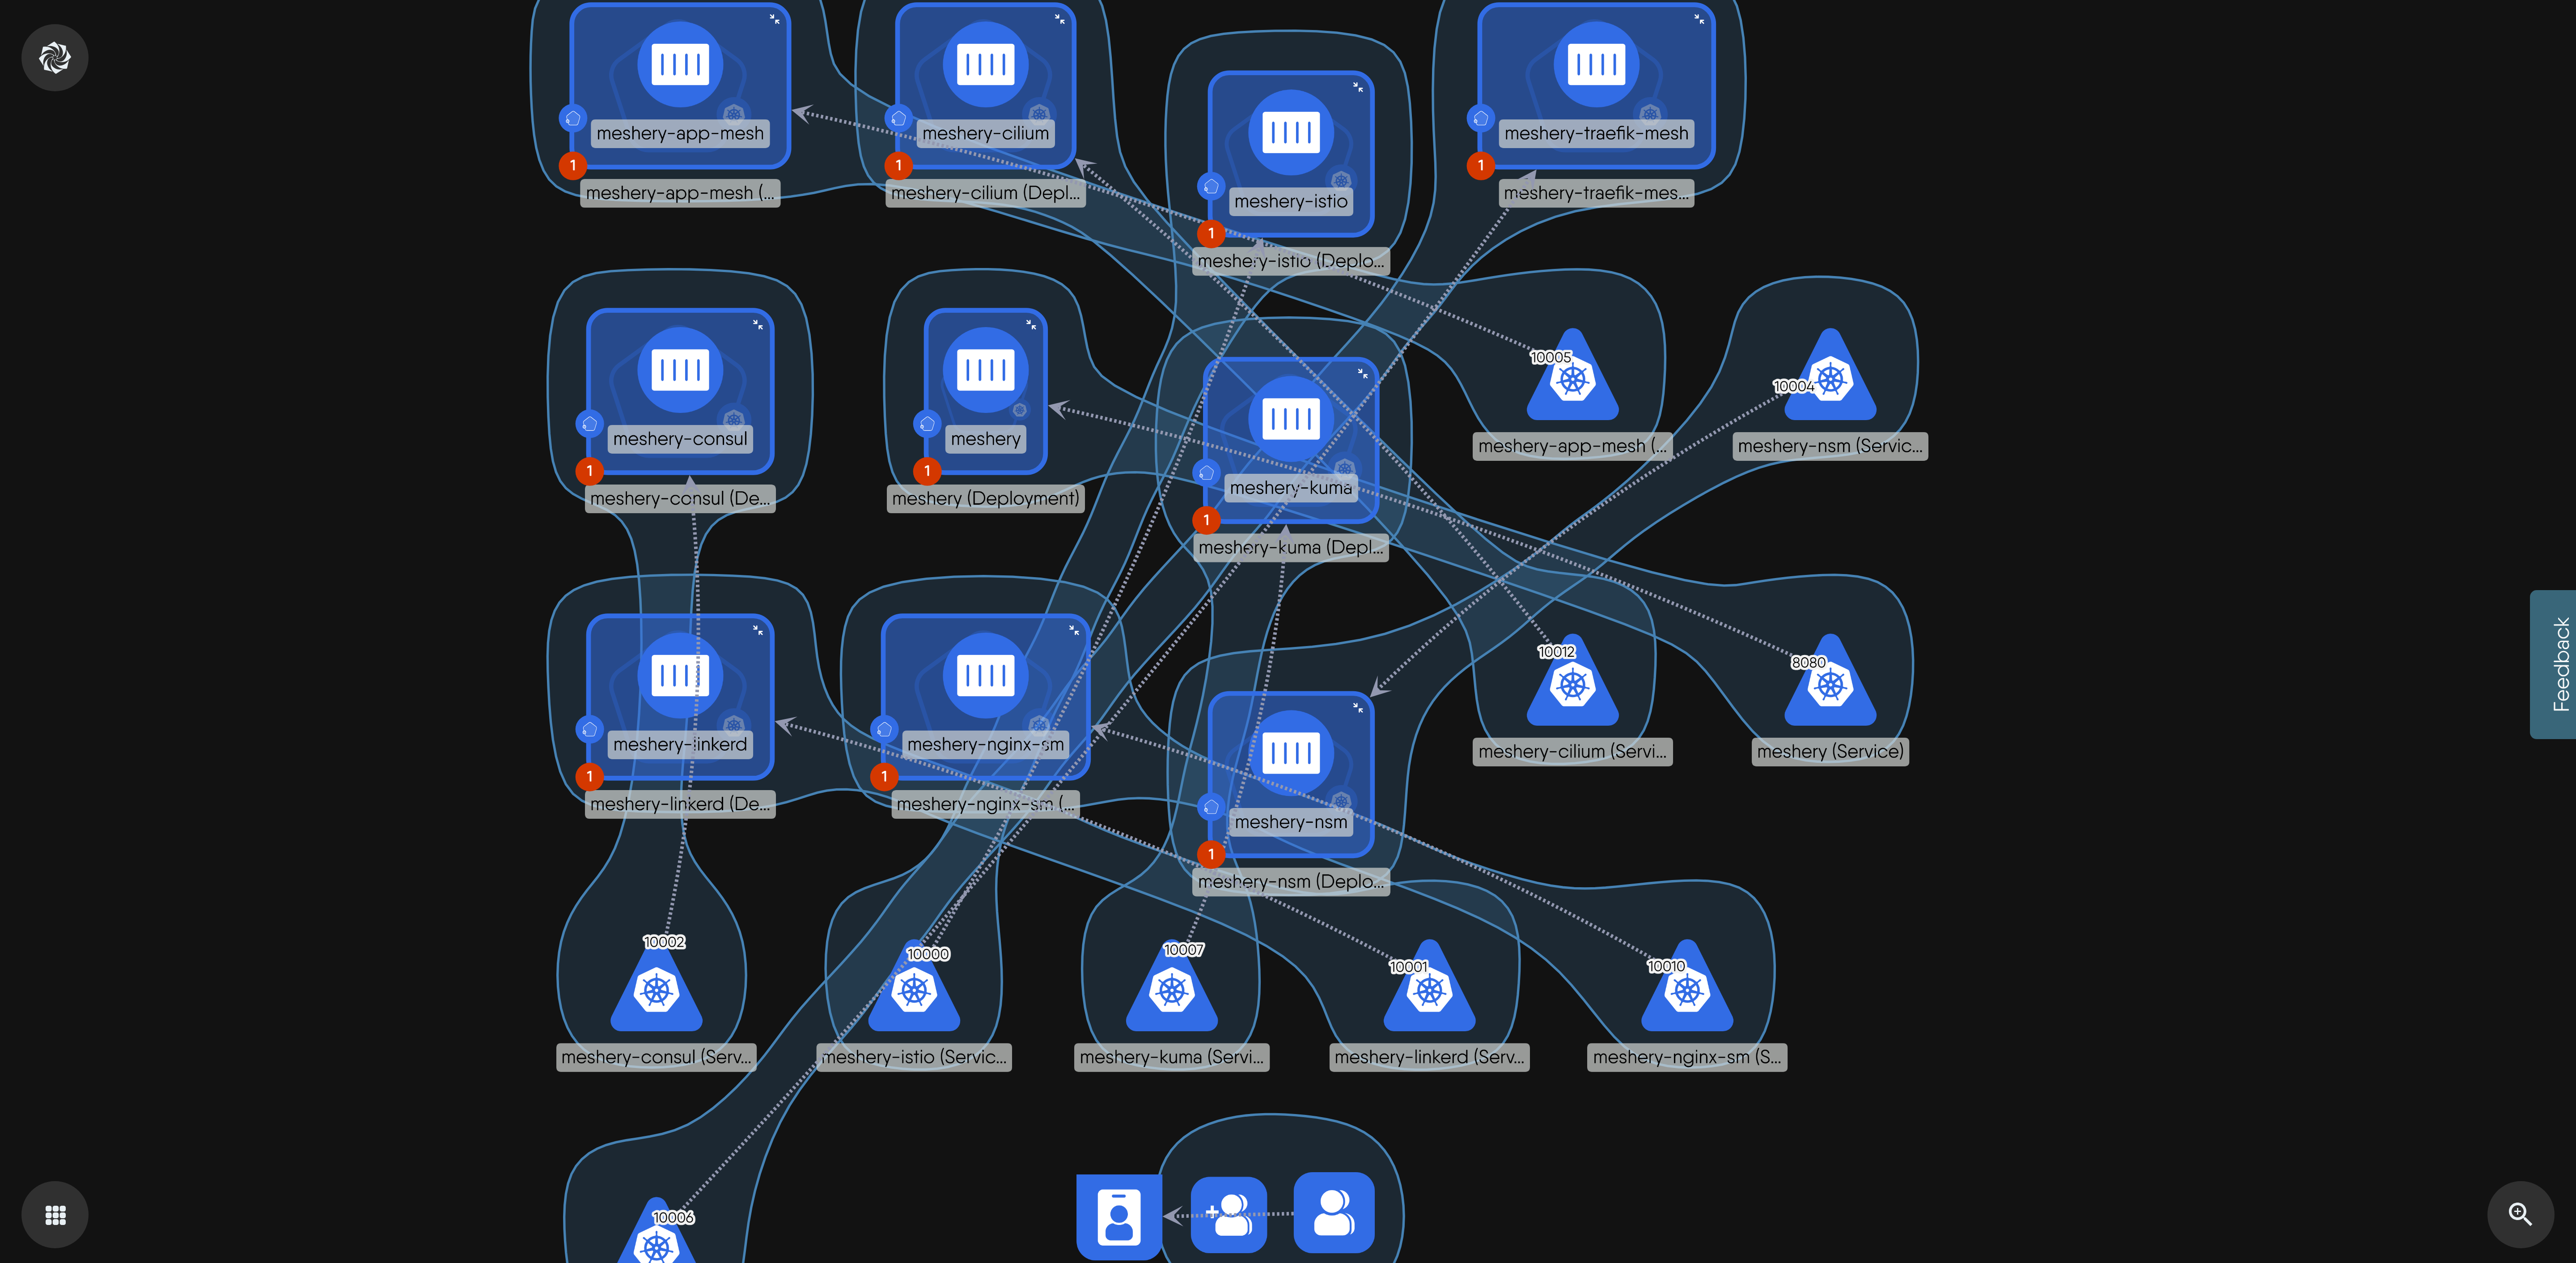 meshery-app-mesh
1
meshery-app-mesh (...
meshery-cilium
1
meshery-cilium (Depl...
meshery-istio
1
meshery-istio (Deplo...
meshery-traefik-mesh
1
meshery-traefik-mes...
meshery-consul
1
meshery-consul (De...
meshery
1
meshery (Deployment)
meshery-kuma
1
meshery-kuma (Depl...
10005
meshery-app-mesh (...
10004
meshery-nsm (Servic...
meshery-linkerd
1
meshery-linkerd (De...
meshery-nginx-sm
1
meshery-nginx-sm (...
meshery-nsm
1
meshery-nsm (Deplo...
10012
meshery-cilium (Servi...
8080
meshery (Service)
Feedback
10002
meshery-consul (Serv...
10000
meshery-istio (Servic...
10007
meshery-kuma (Servi...
10001
meshery-linkerd (Serv...
10010
meshery-nginx-sm (S...
10006